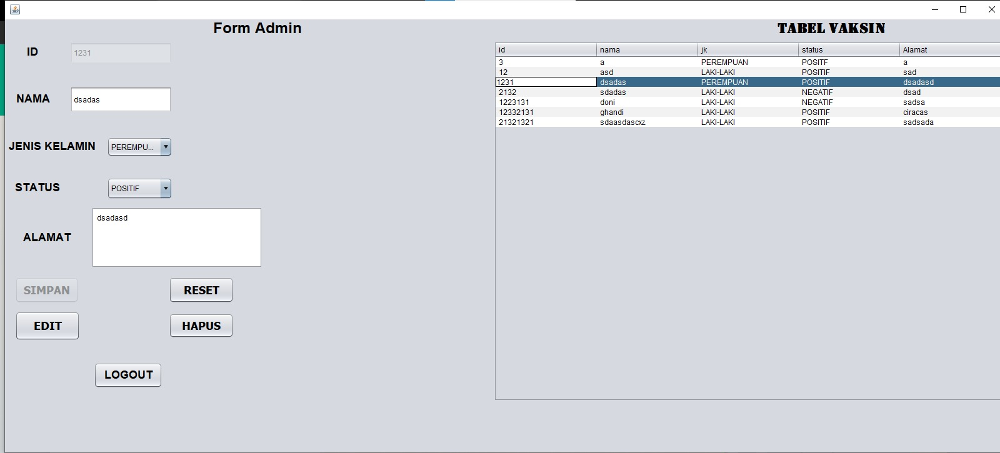 Form Admin
ID 1231
NAMA dsadas
JENIS KELAMIN PEREMPU...
STATUS POSITIF
ALAMAT dsadasd
SIMPAN RESET
EDIT HAPUS
LOGOUT
TABEL VAKSIN
id nama jk status Alamat
3 a PEREMPUAN POSITF a
12 asd LAKI-LAKI POSITIF sad
1231 dsadas PEREMPUAN POSITIF dsadasd
2132 sdadas LAKI-LAKI NEGATIF dsad
1223131 doni LAKI-LAKI NEGATIF sadsa
12332131 ghandi LAKI-LAKI POSITIF ciracas
21321321 sdaasdascxz LAKI-LAKI POSITIF sadsada